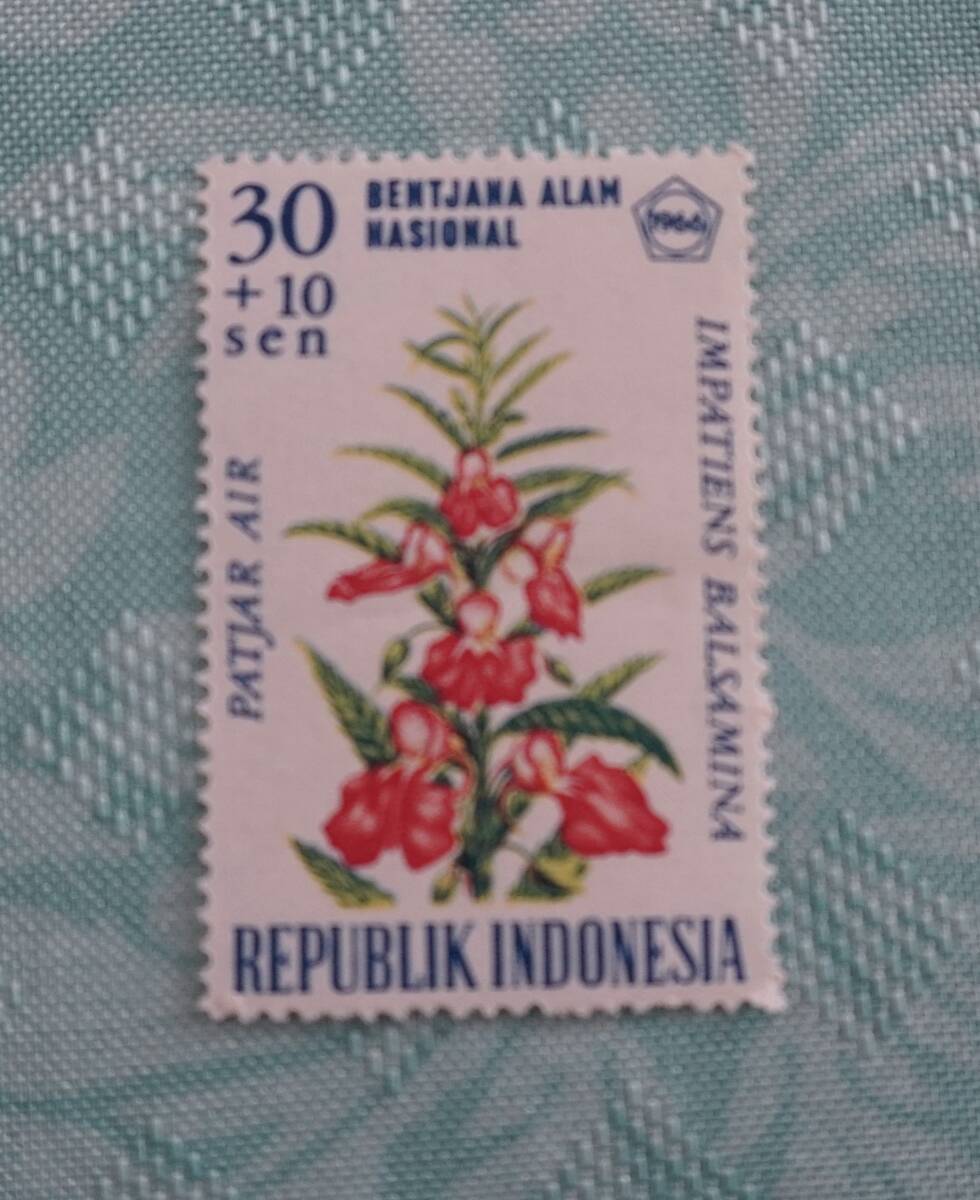 30
+ 10
sen
BENTJANA ALAM
NASIONAL
1966
PATJAR AIR
IMPATIENS BALSAMINA
REPUBLIK INDONESIA